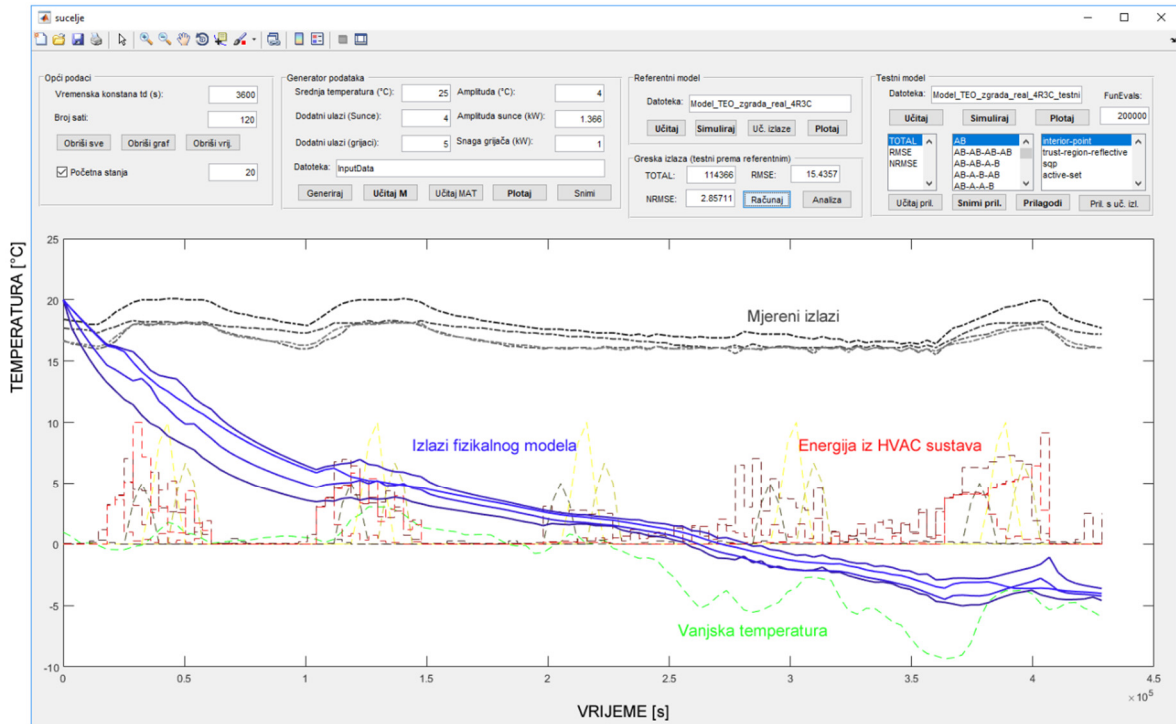 sucelje
Opći podaci
Vremenska konstana td (s): 3600
Broj sati: 120
Obriši sve Obriši graf Obriši vrij.
Početna stanja 20
Generator podataka
Srednja temperatura (°C): 25 Amplituda (°C): 4
Dodatni ulazi (Sunce): 4 Amplituda sunce (kW): 1.366
Dodatni ulazi (grijaci): 5 Snaga grijača (kW): 1
Datoteka: InputData
Generiraj Učitaj M Učitaj MAT Plotaj Snimi
Referentni model
Datoteka: Model_TEO_zgrada_real_4R3C
Učitaj Simuliraj Uč. izlaze Plotaj
Greska izlaza (testni prema referentnim)
TOTAL: 114366 RMSE: 15.4357
NRMSE: 2.85711 Računaj Analiza
Testni model
Datoteka: Model_TEO_zgrada_real_4R3C_testni FunEvals:
Učitaj Simuliraj Plotaj 200000
TOTAL AB interior-point
RMSE AB-AB-AB-AB trust-region-reflective
NRMSE AB-AB-A-B sqp
AB-AB-AB-B active-set
AB-A-A-B
Učitaj pril. Snimi pril. Prilagodi Pril. s uč. izl.
TEMPERATURA [°C]
25
20
15
10
5
0
-5
-10
Mjereni izlazi
Izlazi fizikalnog modela
Energija iz HVAC sustava
Vanjska temperatura
0 0.5 1 1.5 2 2.5 3 3.5 4 4.5
× 10⁵
VRIJEME [s]